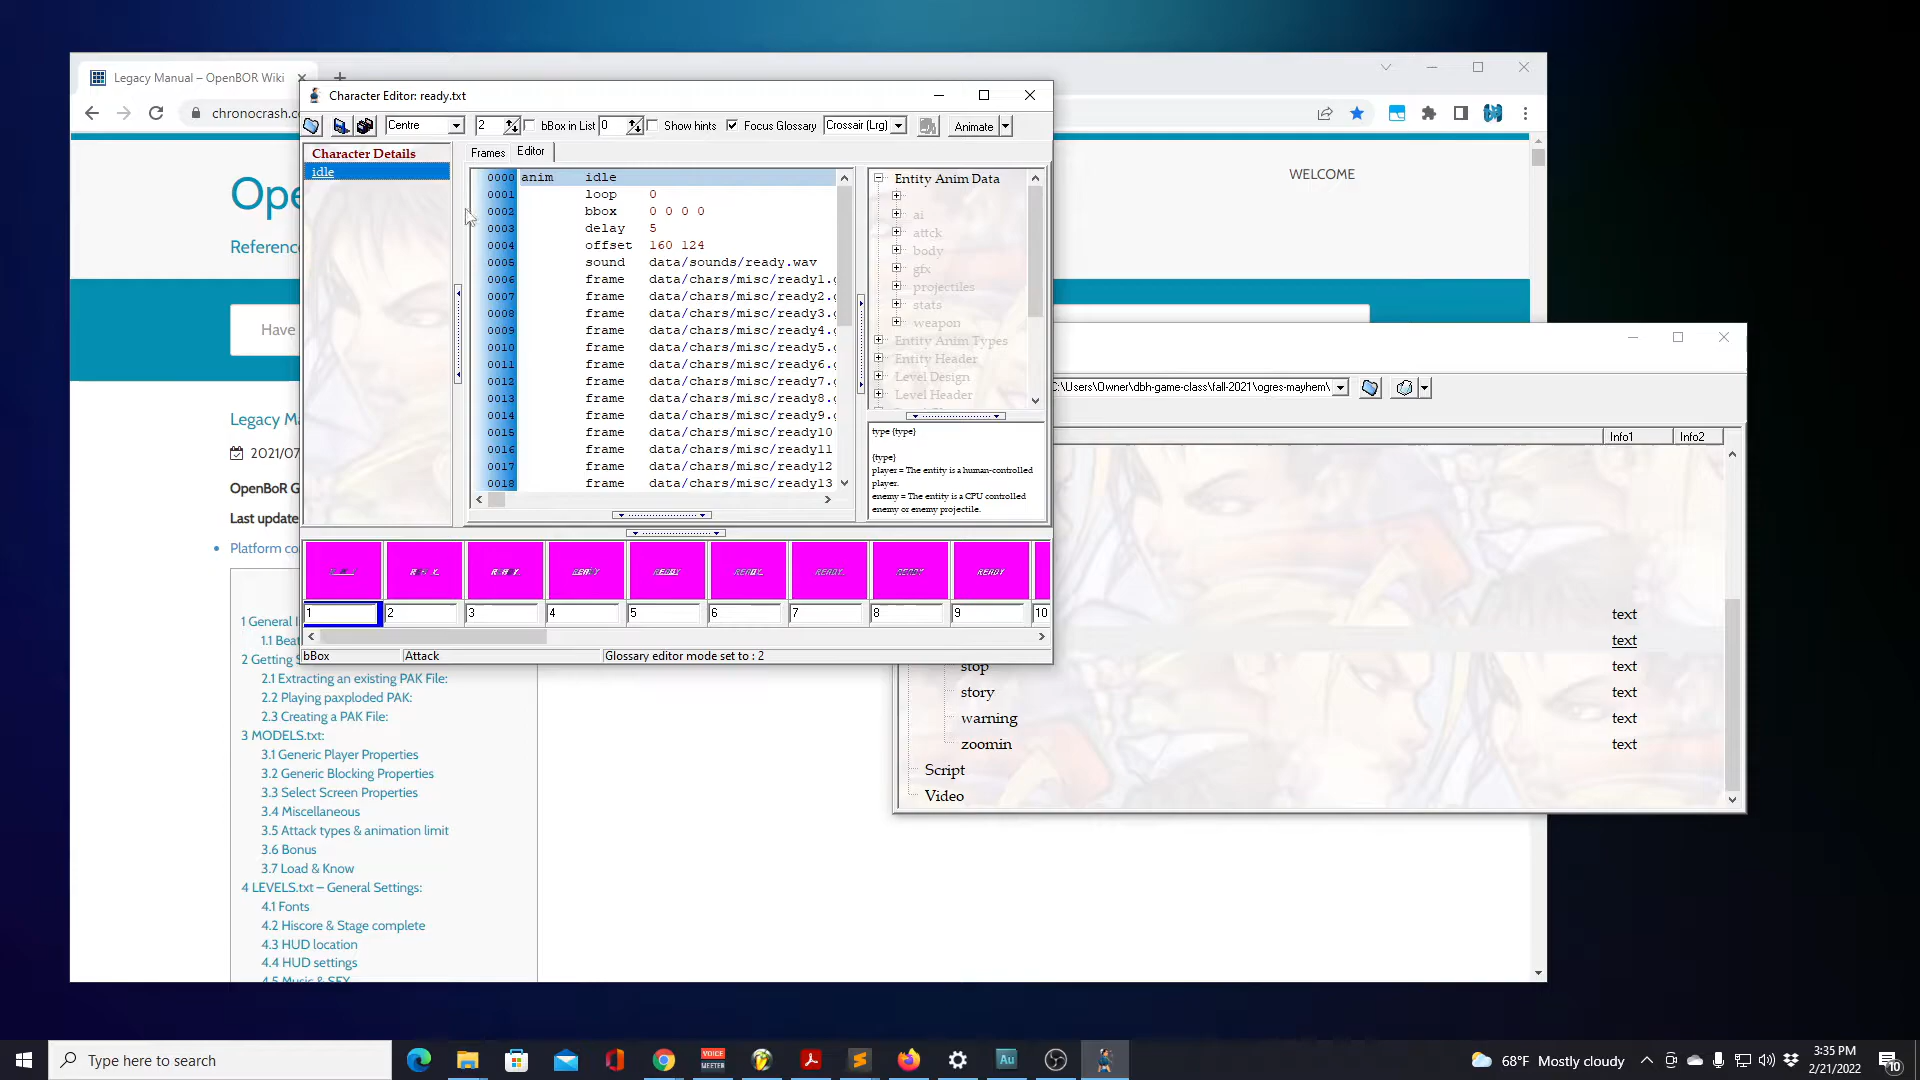 Legacy Manual – OpenBOR Wiki
chronocrash.c
Ope
Referenc
WELCOME
Have
Legacy M
2021/07
OpenBoR G
Last update
Platform co
1 General I
1.1 Beat
2 Getting S
2.1 Extracting an existing PAK File:
2.2 Playing paxploded PAK:
2.3 Creating a PAK File:
3 MODELS.txt:
3.1 Generic Player Properties
3.2 Generic Blocking Properties
3.3 Select Screen Properties
3.4 Miscellaneous
3.5 Attack types & animation limit
3.6 Bonus
3.7 Load & Know
4 LEVELS.txt – General Settings:
4.1 Fonts
4.2 Hiscore & Stage complete
4.3 HUD location
4.4 HUD settings
4.5 Music & SFX
Character Editor: ready.txt
Centre 2 bBox in List 0 Show hints Focus Glossary Crossair (Lrg) Animate
Character Details
idle
Frames Editor
0000 anim idle
0001 loop 0
0002 bbox 0 0 0 0
0003 delay 5
0004 offset 160 124
0005 sound data/sounds/ready.wav
0006 frame data/chars/misc/ready1.g
0007 frame data/chars/misc/ready2.g
0008 frame data/chars/misc/ready3.g
0009 frame data/chars/misc/ready4.g
0010 frame data/chars/misc/ready5.g
0011 frame data/chars/misc/ready6.g
0012 frame data/chars/misc/ready7.g
0013 frame data/chars/misc/ready8.g
0014 frame data/chars/misc/ready9.g
0015 frame data/chars/misc/ready10
0016 frame data/chars/misc/ready11
0017 frame data/chars/misc/ready12
0018 frame data/chars/misc/ready13
Entity Anim Data
ai
attck
body
gfx
projectiles
stats
weapon
Entity Anim Types
Entity Header
Level Design
Level Header
type {type}
{type}
player = The entity is a human-controlled
player.
enemy = The entity is a CPU controlled
enemy or enemy projectile.
READY READY READY READY READY READY READY
1 2 3 4 5 6 7 8 9 10
bBox Attack Glossary editor mode set to : 2
C:\Users\Owner\dbh-game-class\fall-2021\ogres-mayhem\
Info1 Info2
text
text
stop text
story text
warning text
zoomin text
Script
Video
Type here to search
VOICE
MEETER
Au
68°F Mostly cloudy
3:35 PM
2/21/2022
10